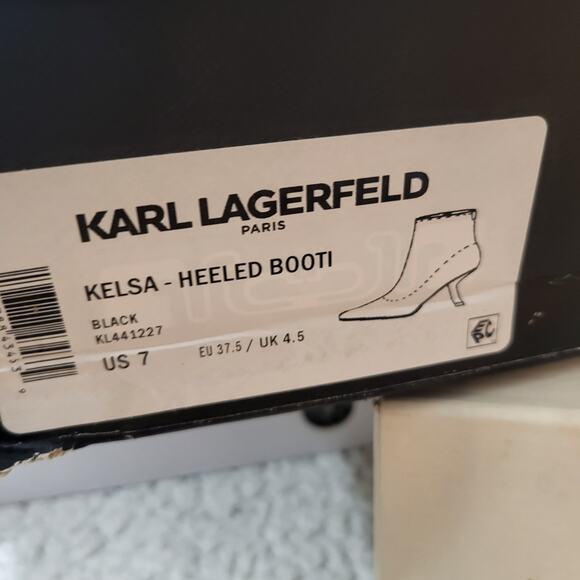 KARL LAGERFELD
PARIS
KELSA - HEELED BOOTI
BLACK
KL441227
US 7 EU 37.5 / UK 4.5